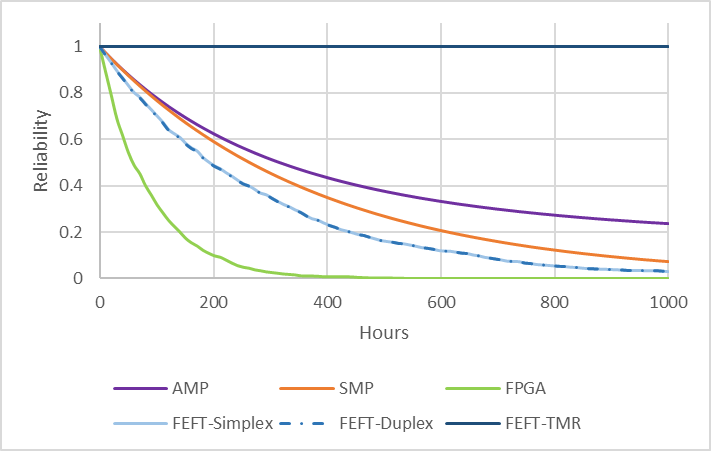 1
0.8
0.6
0.4
0.2
0
Reliability
0 200 400 600 800 1000
Hours
AMP SMP FPGA
FEFT-Simplex FEFT-Duplex FEFT-TMR